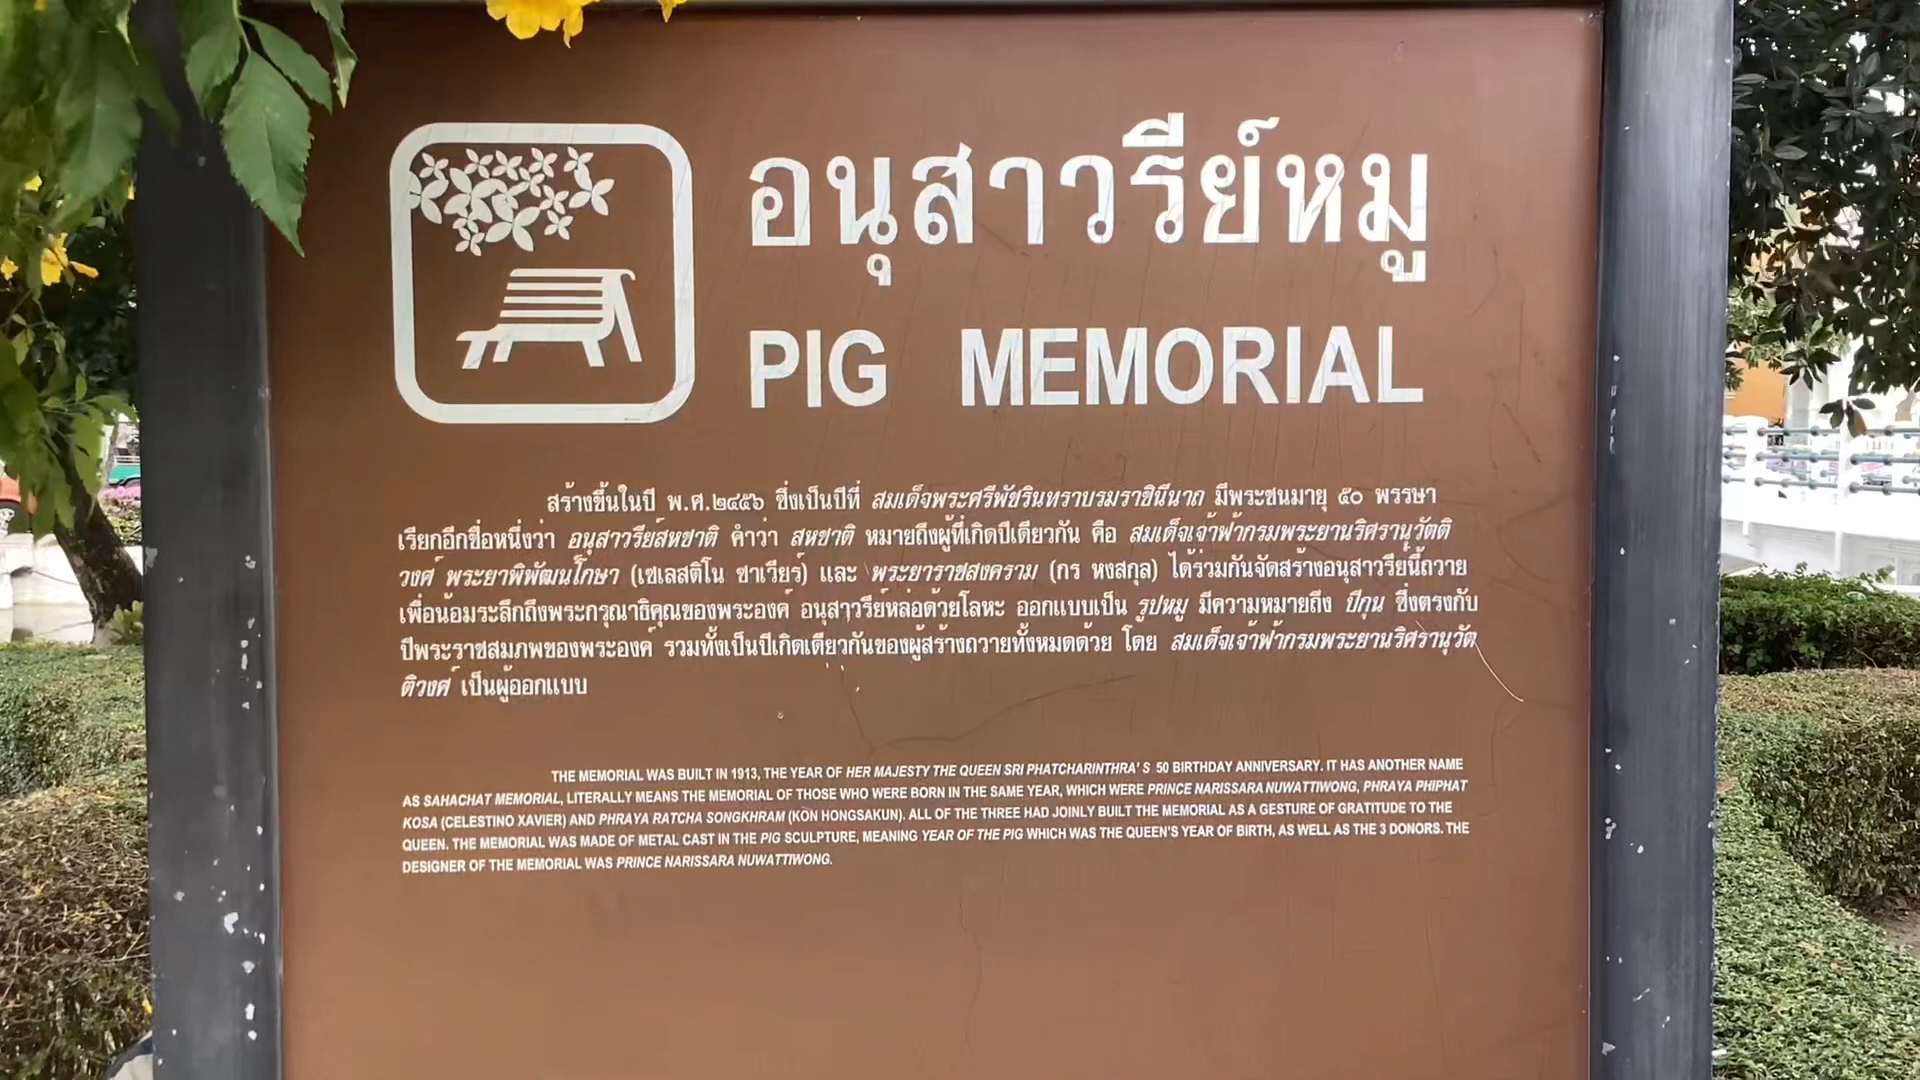 อนุสาวรีย์หมู
PIG MEMORIAL
สร้างขึ้นในปี พ.ศ.๒๔๕๖ ซึ่งเป็นปีที่ สมเด็จพระศรีพัชรินทราบรมราชินีนาถ มีพระชนมายุ ๕๐ พรรษา
เรียกอีกชื่อหนึ่งว่า อนุสาวรีย์สหชาติ คำว่า สหชาติ หมายถึงผู้ที่เกิดปีเดียวกัน คือ สมเด็จเจ้าฟ้ากรมพระยานริศรานุวัตติ
วงศ์ พระยาพิพัฒนโกษา (เซเลสติโน ซาเวียร์) และ พระยาราชสงคราม (กร หงสกุล) ได้ร่วมกันจัดสร้างอนุสาวรีย์นี้ถวาย
เพื่อน้อมระลึกถึงพระกรุณาธิคุณของพระองค์ อนุสาวรีย์หล่อด้วยโลหะ ออกแบบเป็น รูปหมู มีความหมายถึง ปีกุน ซึ่งตรงกับ
ปีพระราชสมภพของพระองค์ รวมทั้งเป็นปีเกิดเดียวกันของผู้สร้างถวายทั้งหมดด้วย โดย สมเด็จเจ้าฟ้ากรมพระยานริศรานุวัต
ติวงศ์ เป็นผู้ออกแบบ
THE MEMORIAL WAS BUILT IN 1913, THE YEAR OF HER MAJESTY THE QUEEN SRI PHATCHARINTHRA' S 50 BIRTHDAY ANNIVERSARY. IT HAS ANOTHER NAME
AS SAHACHAT MEMORIAL, LITERALLY MEANS THE MEMORIAL OF THOSE WHO WERE BORN IN THE SAME YEAR, WHICH WERE PRINCE NARISSARA NUWATTIWONG, PHRAYA PHIPHAT
KOSA (CELESTINO XAVIER) AND PHRAYA RATCHA SONGKHRAM (KON HONGSAKUN). ALL OF THE THREE HAD JOINLY BUILT THE MEMORIAL AS A GESTURE OF GRATITUDE TO THE
QUEEN. THE MEMORIAL WAS MADE OF METAL CAST IN THE PIG SCULPTURE, MEANING YEAR OF THE PIG WHICH WAS THE QUEEN'S YEAR OF BIRTH, AS WELL AS THE 3 DONORS. THE
DESIGNER OF THE MEMORIAL WAS PRINCE NARISSARA NUWATTIWONG.